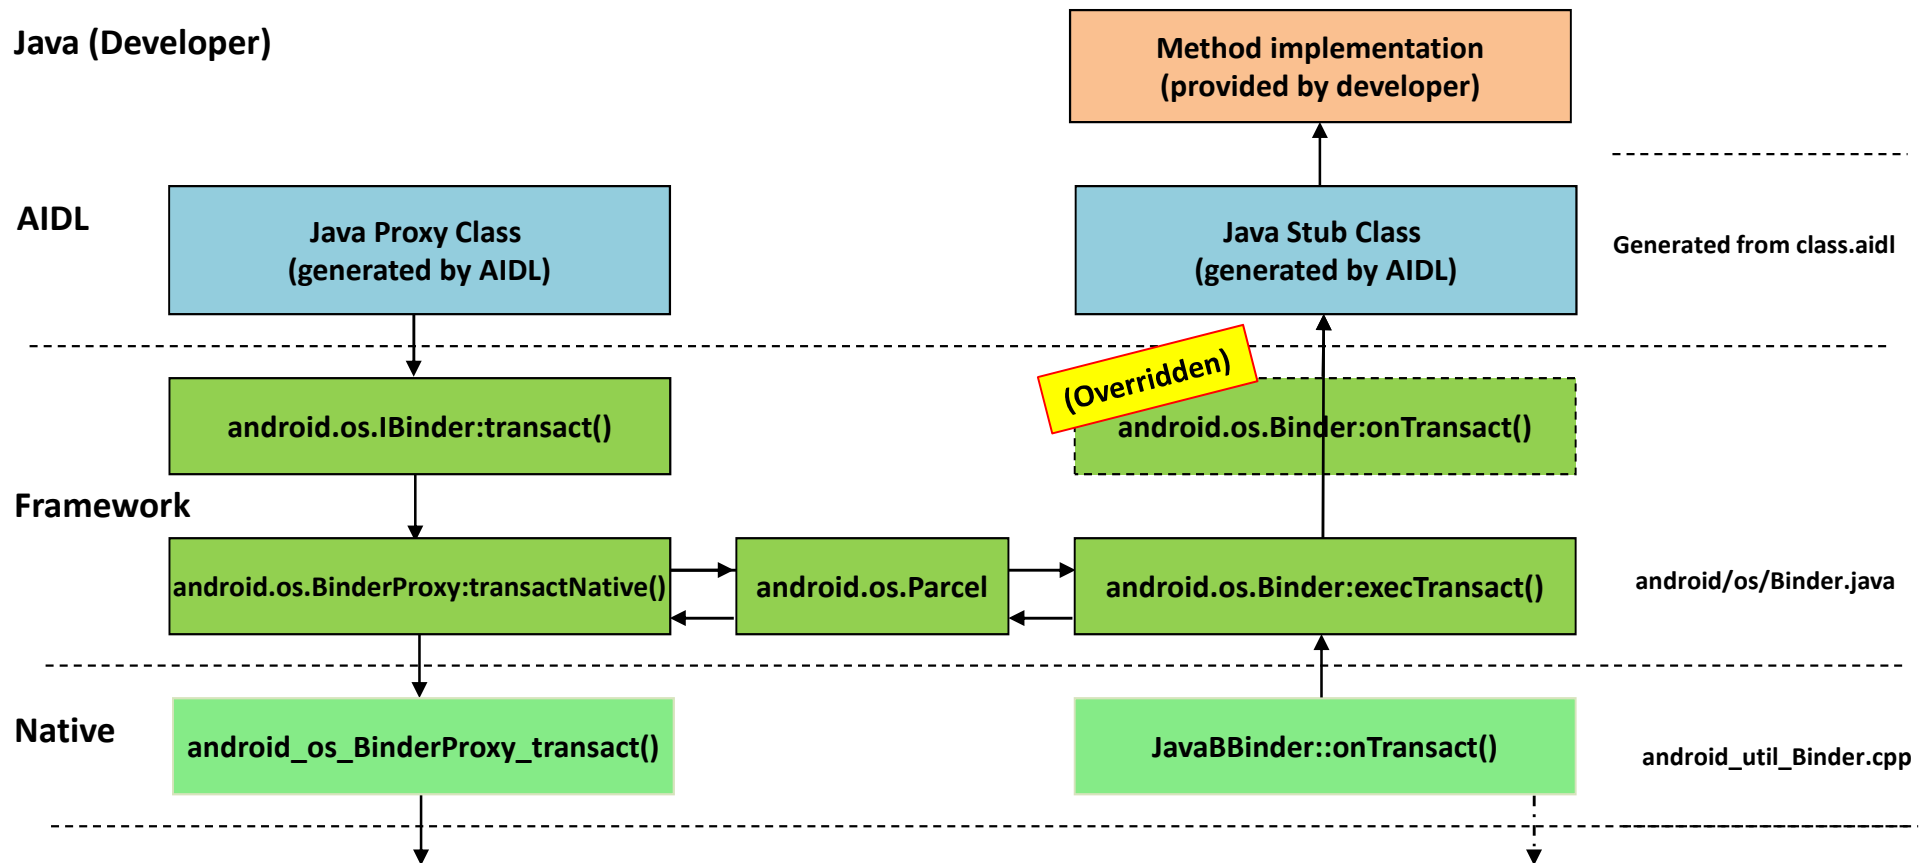 Java (Developer)
Method implementation
(provided by developer)
AIDL
Java Proxy Class
(generated by AIDL)
Java Stub Class
(generated by AIDL)
Generated from class.aidl
(Overridden)
android.os.IBinder:transact()
android.os.Binder:onTransact()
Framework
android.os.BinderProxy:transactNative()
android.os.Parcel
android.os.Binder:execTransact()
android/os/Binder.java
Native
android_os_BinderProxy_transact()
JavaBBinder::onTransact()
android_util_Binder.cpp